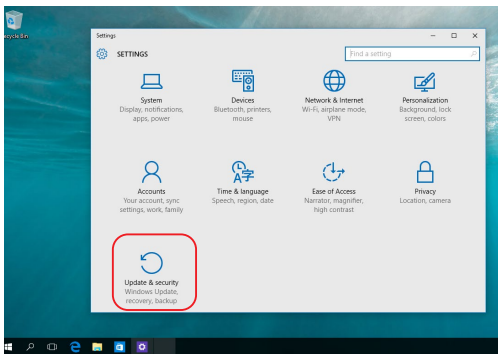 Recycle Bin
Settings
SETTINGS
Find a setting
System
Display, notifications,
apps, power
Devices
Bluetooth, printers,
mouse
Network & Internet
Wi-Fi, airplane mode,
VPN
Personalization
Background, lock
screen, colors
Accounts
Your account, sync
settings, work, family
Time & language
Speech, region, date
Ease of Access
Narrator, magnifier,
high contrast
Privacy
Location, camera
Update & security
Windows Update,
recovery, backup